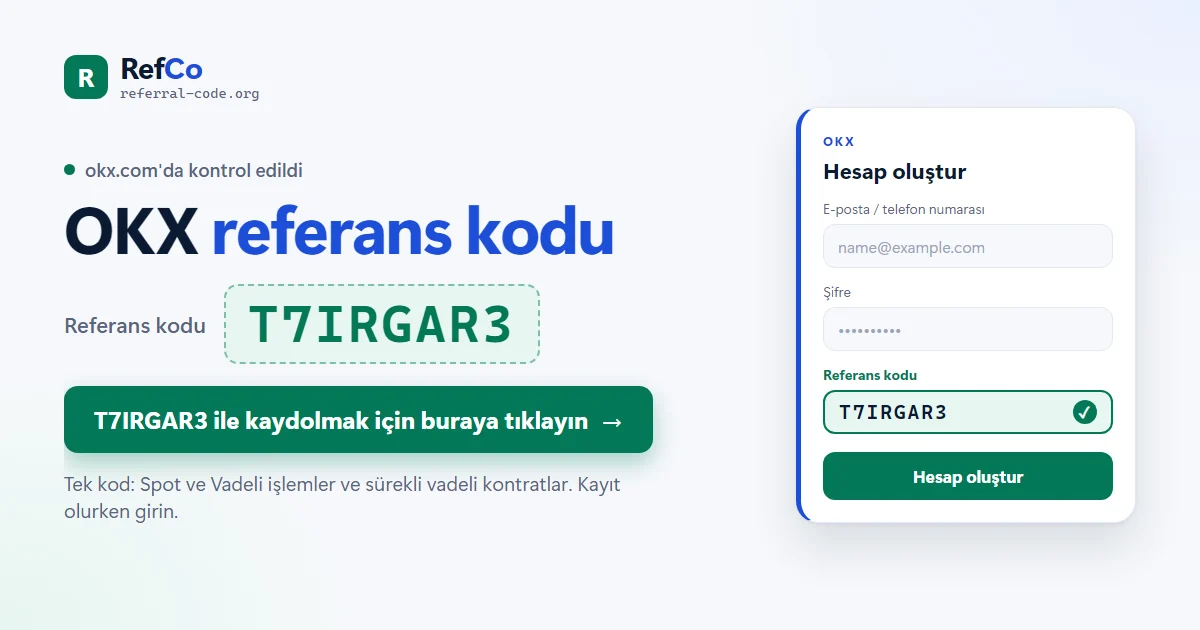 R
RefCo
referral-code.org
okx.com'da kontrol edildi
OKX referans kodu
Referans kodu
T7IRGAR3
T7IRGAR3 ile kaydolmak için buraya tıklayın →
Tek kod: Spot ve Vadeli işlemler ve sürekli vadeli kontratlar. Kayıt
olurken girin.
OKX
Hesap oluştur
E-posta / telefon numarası
name@example.com
Şifre
••••••••••
Referans kodu
T7IRGAR3 ✓
Hesap oluştur